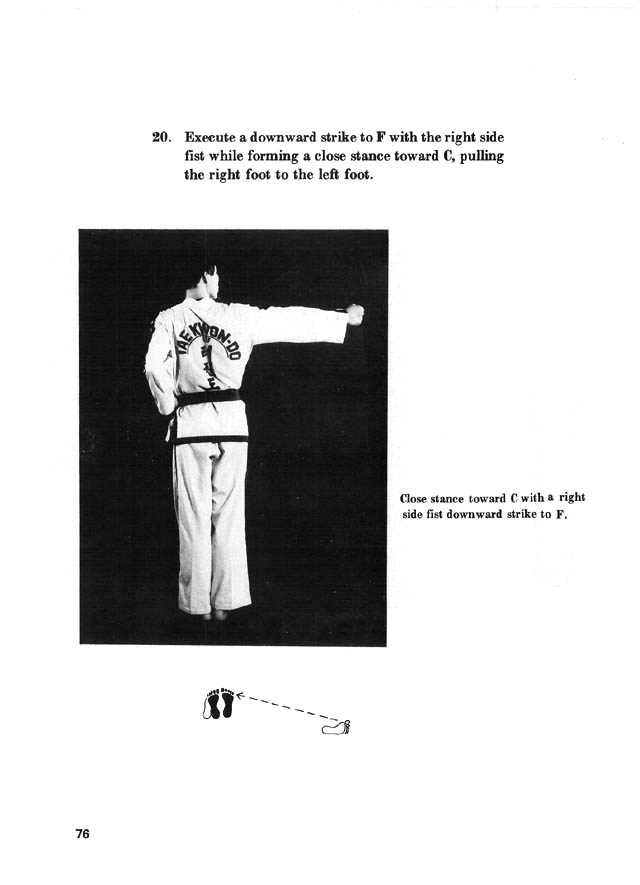 20. Execute a downward strike to F with the right side
fist while forming a close stance toward C, pulling
the right foot to the left foot.
TAEKWON-DO
Close stance toward C with a right
side fist downward strike to F.
76